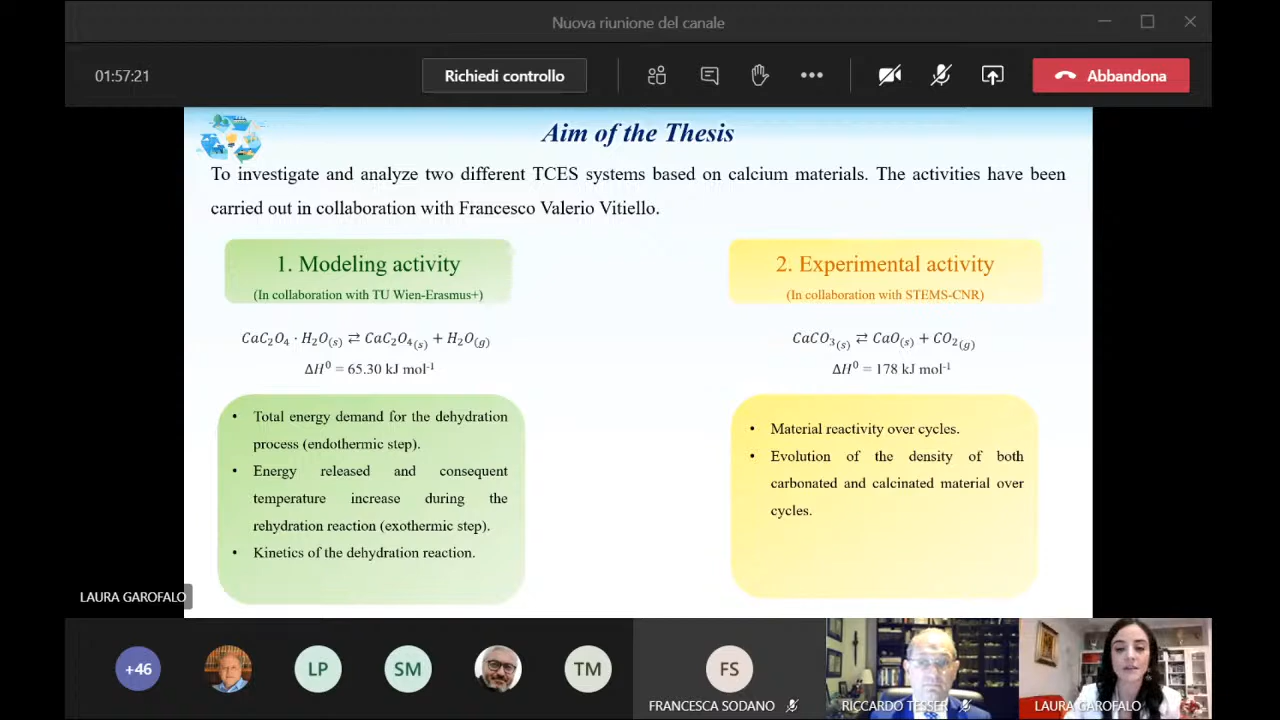 Nuova riunione del canale
01:57:21
Richiedi controllo
Abbandona
Aim of the Thesis
To investigate and analyze two different TCES systems based on calcium materials. The activities have been
carried out in collaboration with Francesco Valerio Vitiello.
1. Modeling activity
(In collaboration with TU Wien-Erasmus+)
CaC₂O₄ · H₂O(s) ⇄ CaC₂O₄(s) + H₂O(g)
ΔH⁰ = 65.30 kJ mol⁻¹
• Total energy demand for the dehydration
process (endothermic step).
• Energy released and consequent
temperature increase during the
rehydration reaction (exothermic step).
• Kinetics of the dehydration reaction.
2. Experimental activity
(In collaboration with STEMS-CNR)
CaCO₃(s) ⇄ CaO(s) + CO₂(g)
ΔH⁰ = 178 kJ mol⁻¹
• Material reactivity over cycles.
• Evolution of the density of both
carbonated and calcinated material over
cycles.
LAURA GAROFALO
+46
LP
SM
TM
FS
FRANCESCA SODANO
RICCARDO TESSER
LAURA GAROFALO